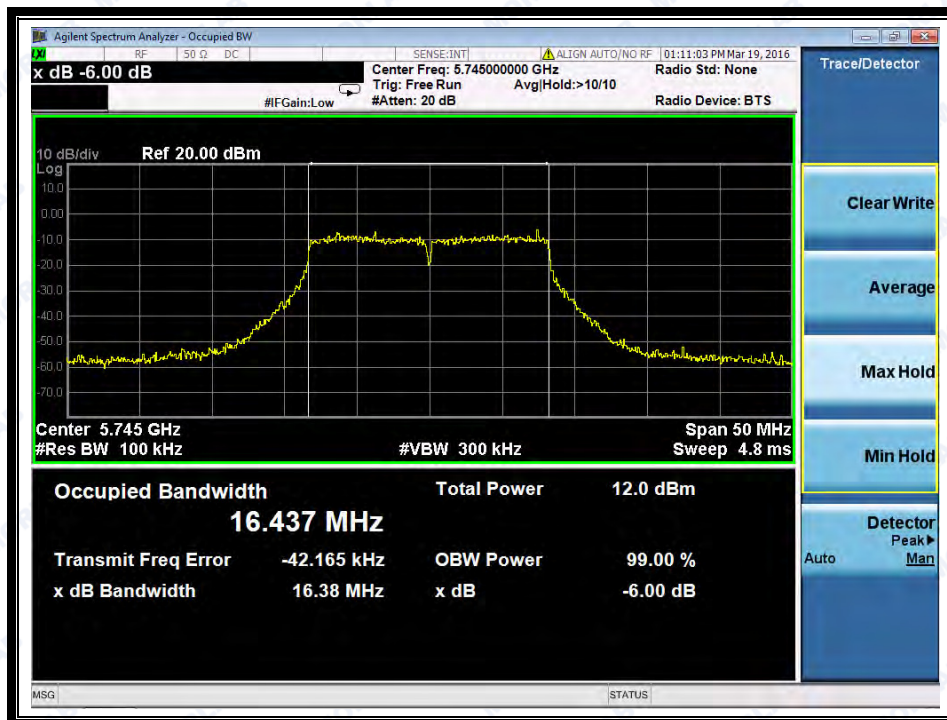 Agilent Spectrum Analyzer - Occupied BW
LXI RF 50 Ω DC SENSE:INT ALIGN AUTO/NO RF 01:11:03 PM Mar 19, 2016
x dB -6.00 dB Center Freq: 5.745000000 GHz Radio Std: None
Trig: Free Run Avg|Hold:>10/10
#IFGain:Low #Atten: 20 dB Radio Device: BTS
10 dB/div Ref 20.00 dBm
Log
10.0
0.00
-10.0
-20.0
-30.0
-40.0
-50.0
-60.0
-70.0
Center 5.745 GHz Span 50 MHz
#Res BW 100 kHz #VBW 300 kHz Sweep 4.8 ms
Occupied Bandwidth Total Power 12.0 dBm
16.437 MHz
Transmit Freq Error -42.165 kHz OBW Power 99.00 %
x dB Bandwidth 16.38 MHz x dB -6.00 dB
MSG STATUS
Trace/Detector
Clear Write
Average
Max Hold
Min Hold
Detector
Peak▶
Auto Man